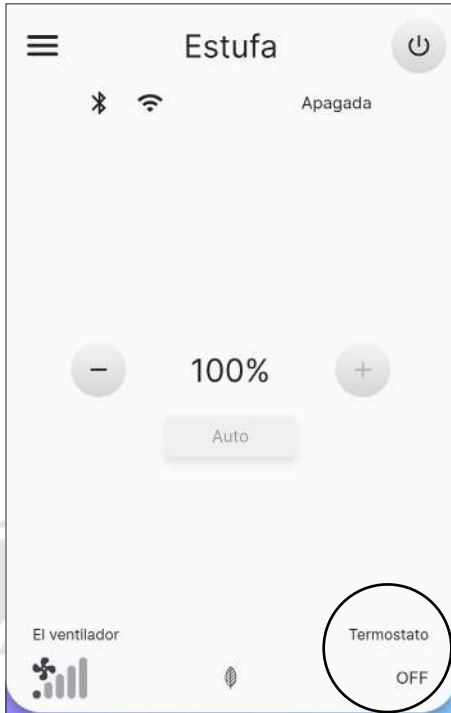 Estufa
Apagada
− 100% +
Auto
El ventilador
Termostato
OFF